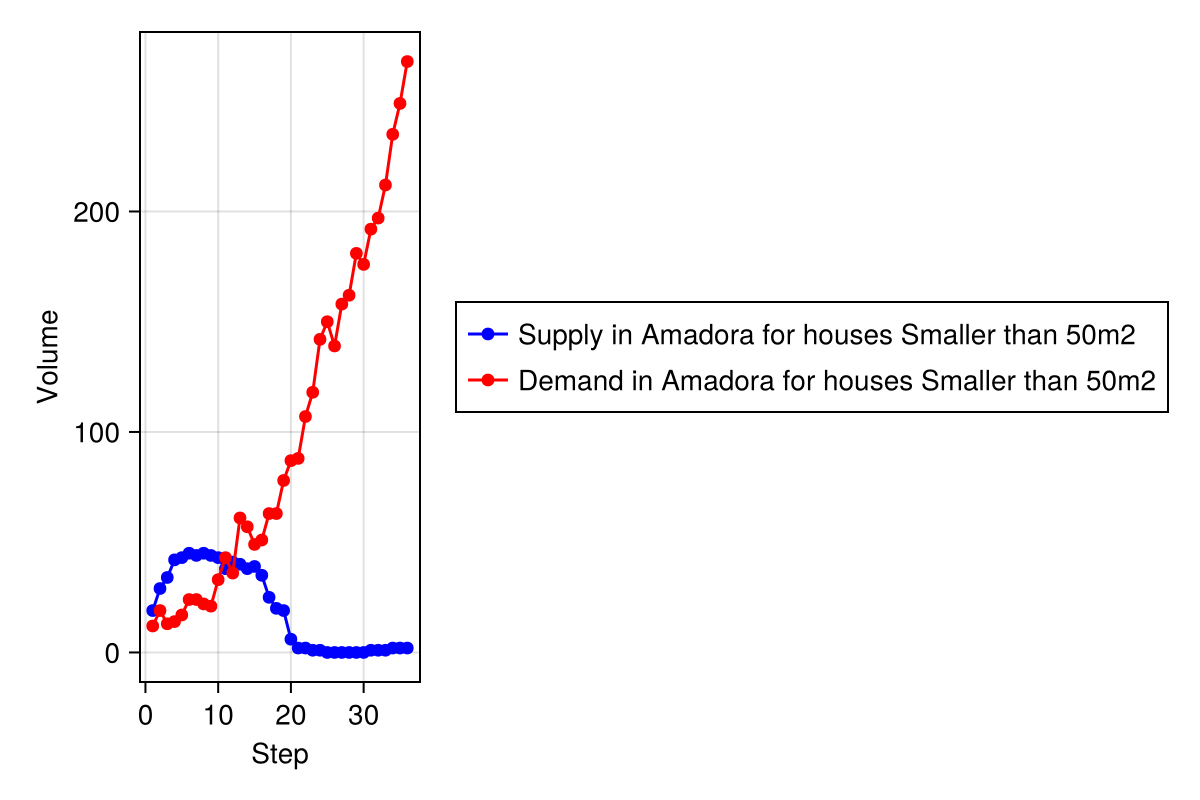 Volume
200
100
0
0 10 20 30
Step
Supply in Amadora for houses Smaller than 50m2
Demand in Amadora for houses Smaller than 50m2